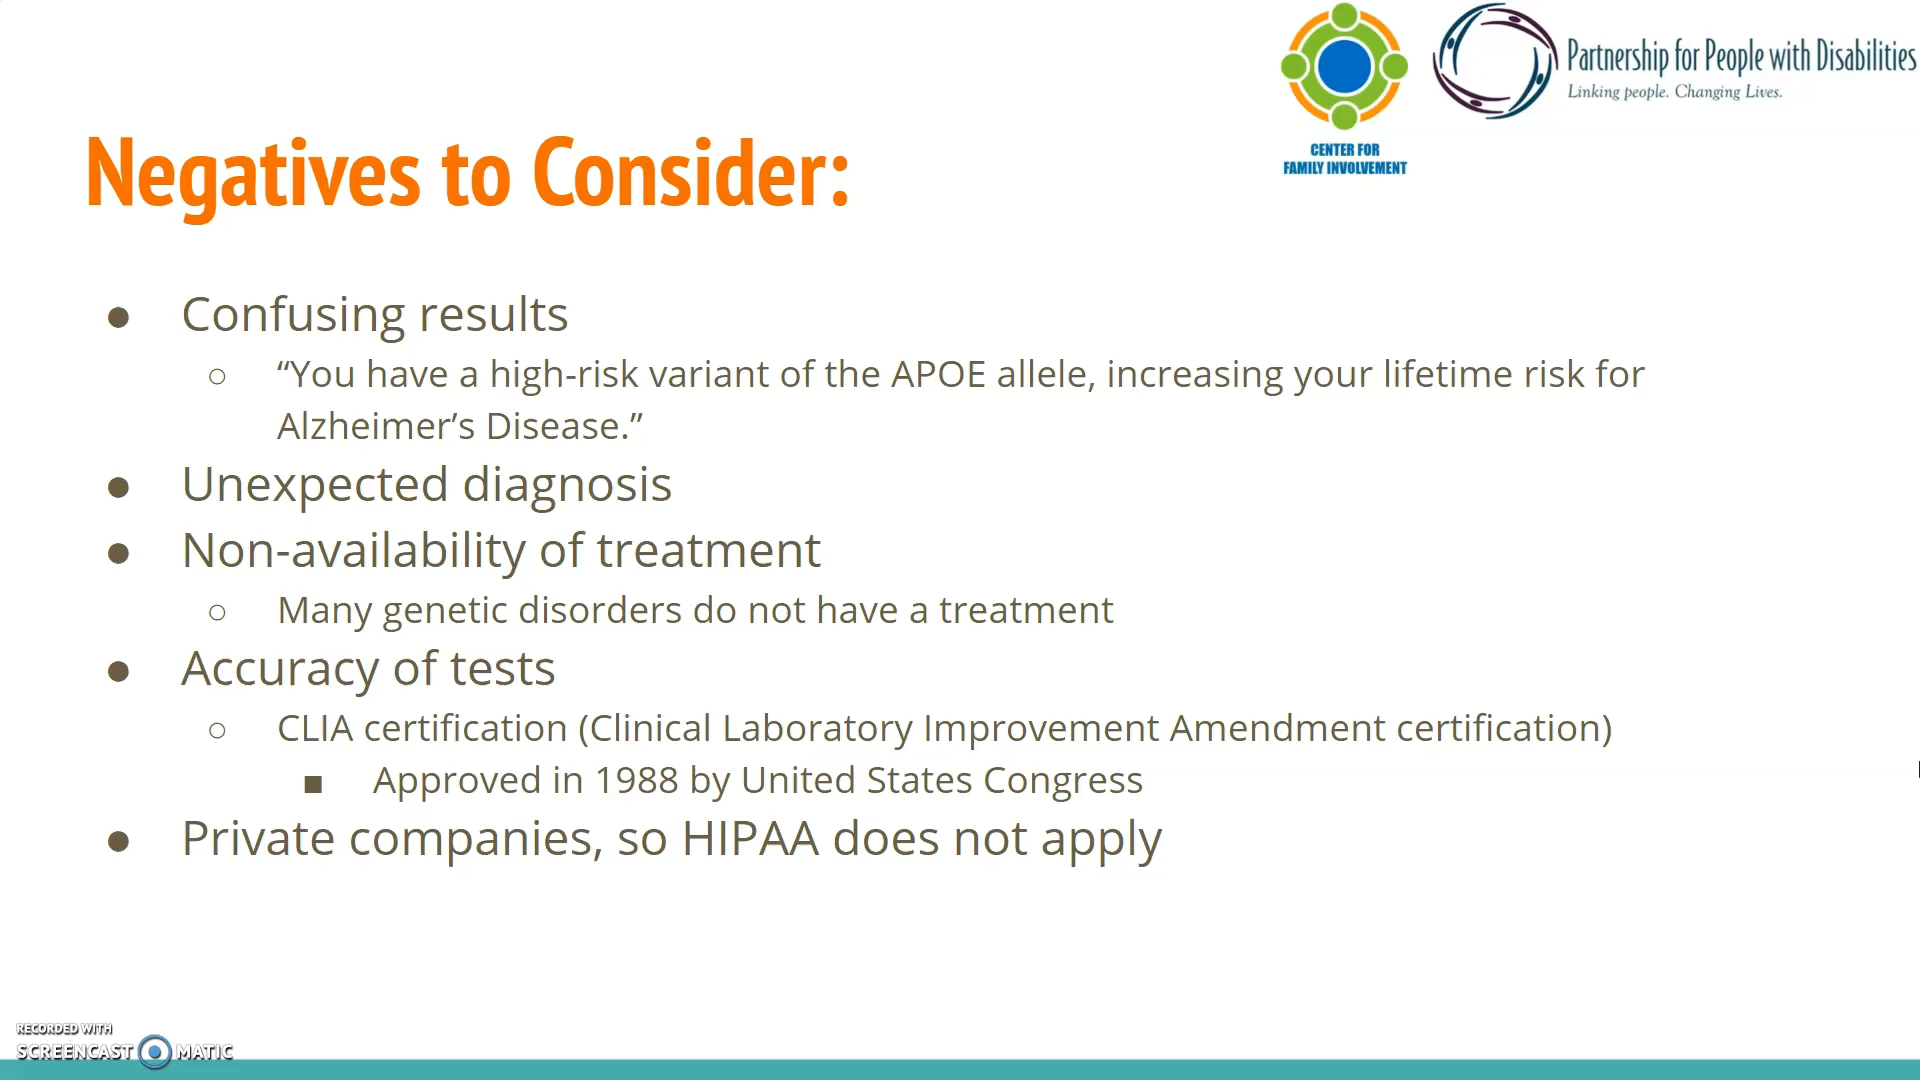 Partnership for People with Disabilities
Linking people. Changing Lives.
CENTER FOR
FAMILY INVOLVEMENT
Negatives to Consider:
● Confusing results
○ “You have a high-risk variant of the APOE allele, increasing your lifetime risk for
Alzheimer’s Disease.”
● Unexpected diagnosis
● Non-availability of treatment
○ Many genetic disorders do not have a treatment
● Accuracy of tests
○ CLIA certification (Clinical Laboratory Improvement Amendment certification)
■ Approved in 1988 by United States Congress
● Private companies, so HIPAA does not apply
RECORDED WITH
SCREENCAST MATIC